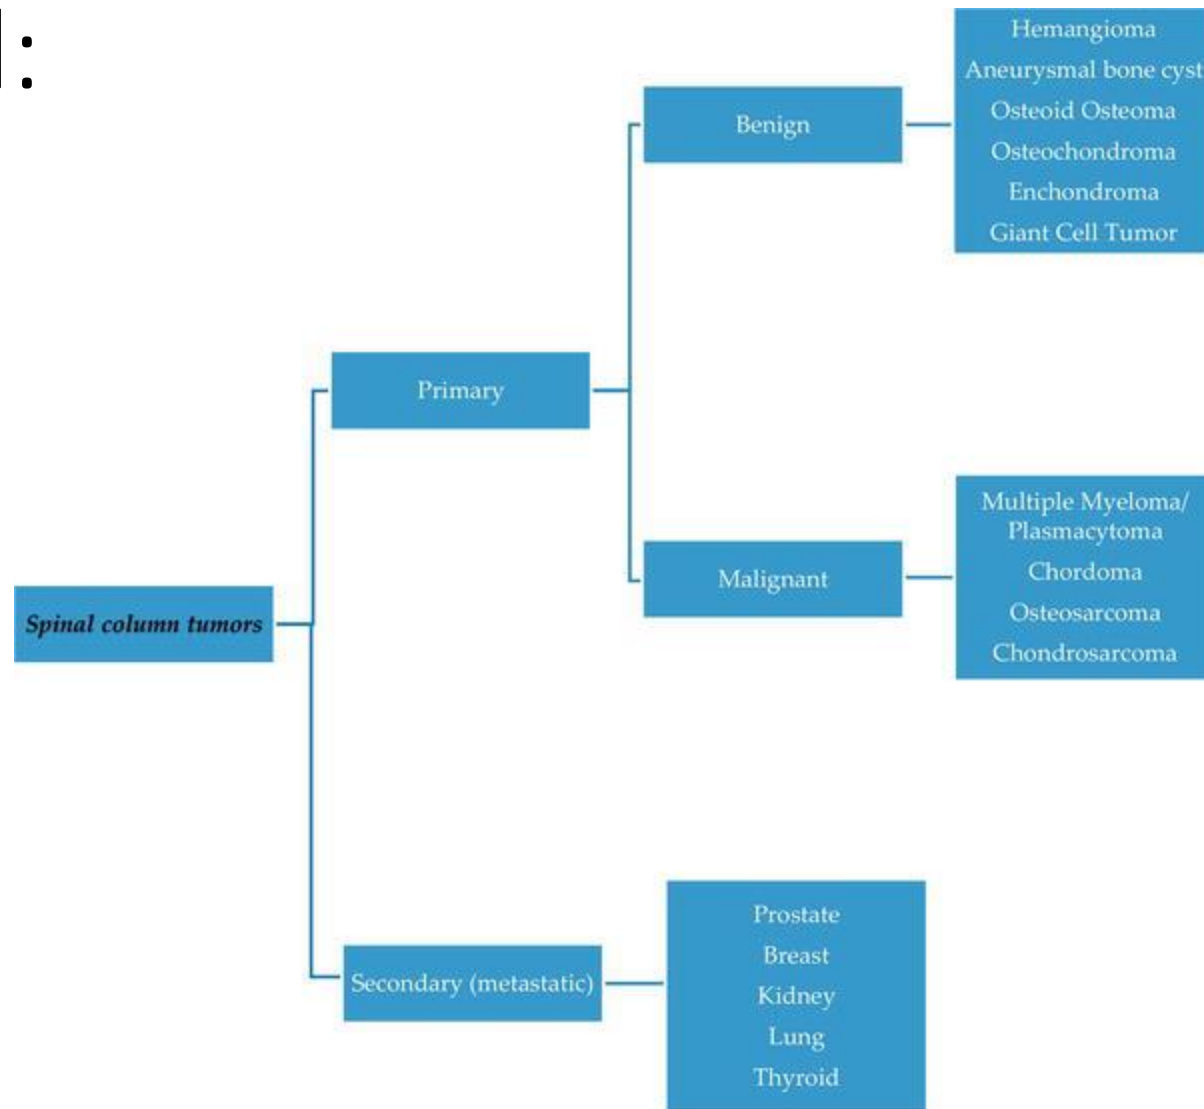 :
Hemangioma
Aneurysmal bone cyst
Osteoid Osteoma
Osteochondroma
Enchondroma
Giant Cell Tumor
Benign
Primary
Multiple Myeloma/
Plasmacytoma
Chordoma
Osteosarcoma
Chondrosarcoma
Malignant
Spinal column tumors
Secondary (metastatic)
Prostate
Breast
Kidney
Lung
Thyroid